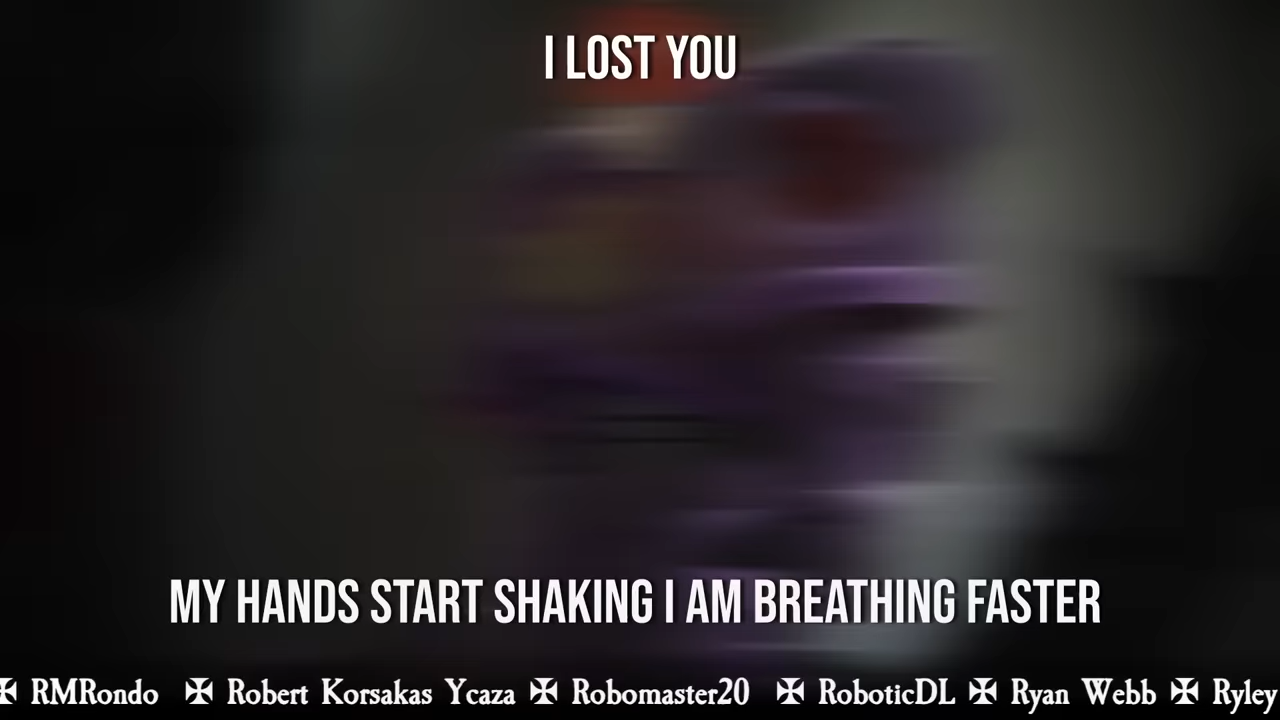 I LOST YOU
MY HANDS START SHAKING I AM BREATHING FASTER
✠ RMRondo ✠ Robert Korsakas Ycaza ✠ Robomaster20 ✠ RoboticDL ✠ Ryan Webb ✠ Ryley